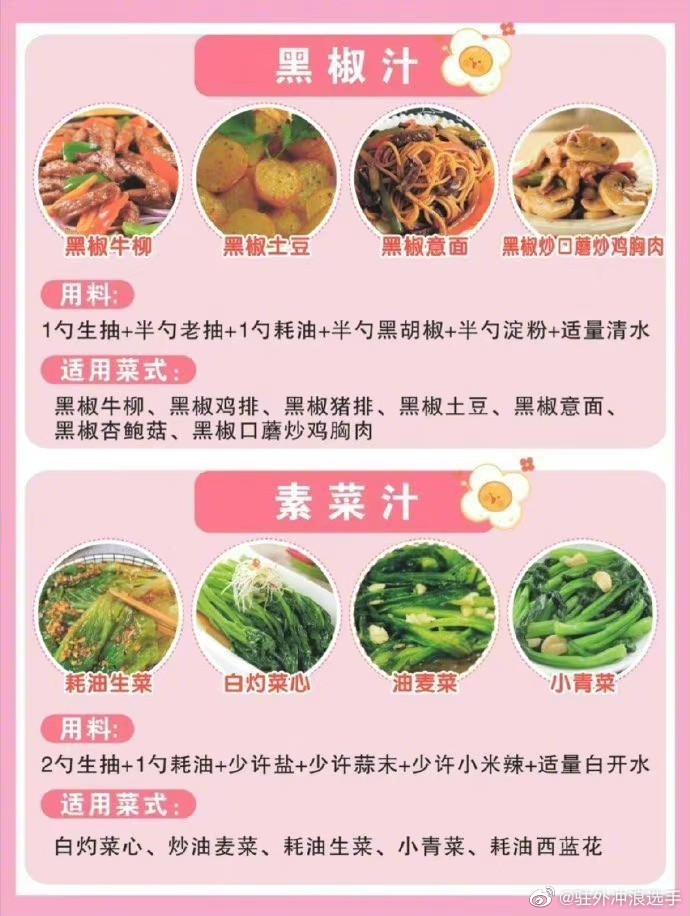 黑椒汁
黑椒牛柳 黑椒土豆 黑椒意面 黑椒炒口蘑炒鸡胸肉
用料:
1勺生抽+半勺老抽+1勺耗油+半勺黑胡椒+半勺淀粉+适量清水
适用菜式:
黑椒牛柳、黑椒鸡排、黑椒猪排、黑椒土豆、黑椒意面、
黑椒杏鲍菇、黑椒口蘑炒鸡胸肉
素菜汁
耗油生菜 白灼菜心 油麦菜 小青菜
用料:
2勺生抽+1勺耗油+少许盐+少许蒜末+少许小米辣+适量白开水
适用菜式:
白灼菜心、炒油麦菜、耗油生菜、小青菜、耗油西蓝花
@驻外冲浪选手